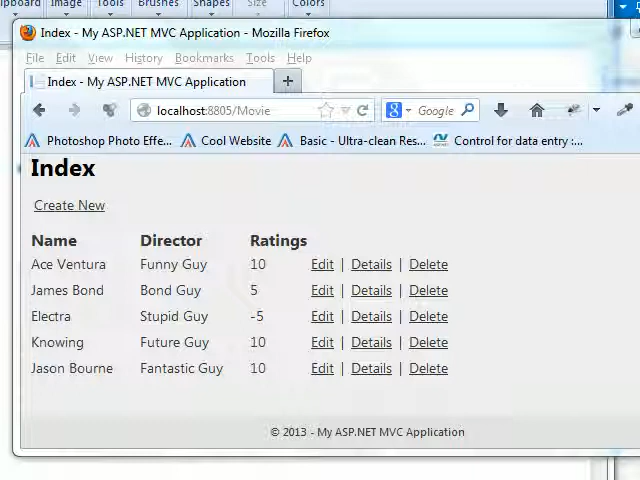 Clipboard Image Tools Brushes Shapes Size Colors
Index - My ASP.NET MVC Application - Mozilla Firefox
File Edit View History Bookmarks Tools Help
Index - My ASP.NET MVC Application +
localhost:8805/Movie Google
Photoshop Photo Effe... Cool Website Basic - Ultra-clean Res... Control for data entry :...
Index
Create New
Name Director Ratings
Ace Ventura Funny Guy 10 Edit | Details | Delete
James Bond Bond Guy 5 Edit | Details | Delete
Electra Stupid Guy -5 Edit | Details | Delete
Knowing Future Guy 10 Edit | Details | Delete
Jason Bourne Fantastic Guy 10 Edit | Details | Delete
© 2013 - My ASP.NET MVC Application